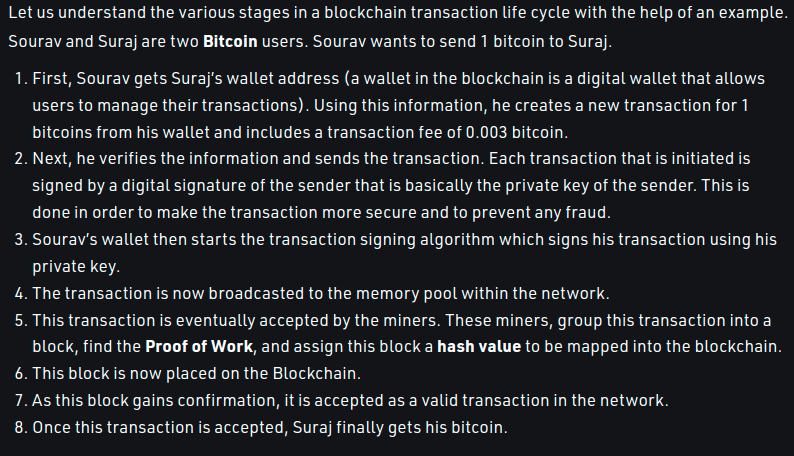 Let us understand the various stages in a blockchain transaction life cycle with the help of an example.
Sourav and Suraj are two Bitcoin users. Sourav wants to send 1 bitcoin to Suraj.
1. First, Sourav gets Suraj’s wallet address (a wallet in the blockchain is a digital wallet that allows
users to manage their transactions). Using this information, he creates a new transaction for 1
bitcoins from his wallet and includes a transaction fee of 0.003 bitcoin.
2. Next, he verifies the information and sends the transaction. Each transaction that is initiated is
signed by a digital signature of the sender that is basically the private key of the sender. This is
done in order to make the transaction more secure and to prevent any fraud.
3. Sourav’s wallet then starts the transaction signing algorithm which signs his transaction using his
private key.
4. The transaction is now broadcasted to the memory pool within the network.
5. This transaction is eventually accepted by the miners. These miners, group this transaction into a
block, find the Proof of Work, and assign this block a hash value to be mapped into the blockchain.
6. This block is now placed on the Blockchain.
7. As this block gains confirmation, it is accepted as a valid transaction in the network.
8. Once this transaction is accepted, Suraj finally gets his bitcoin.